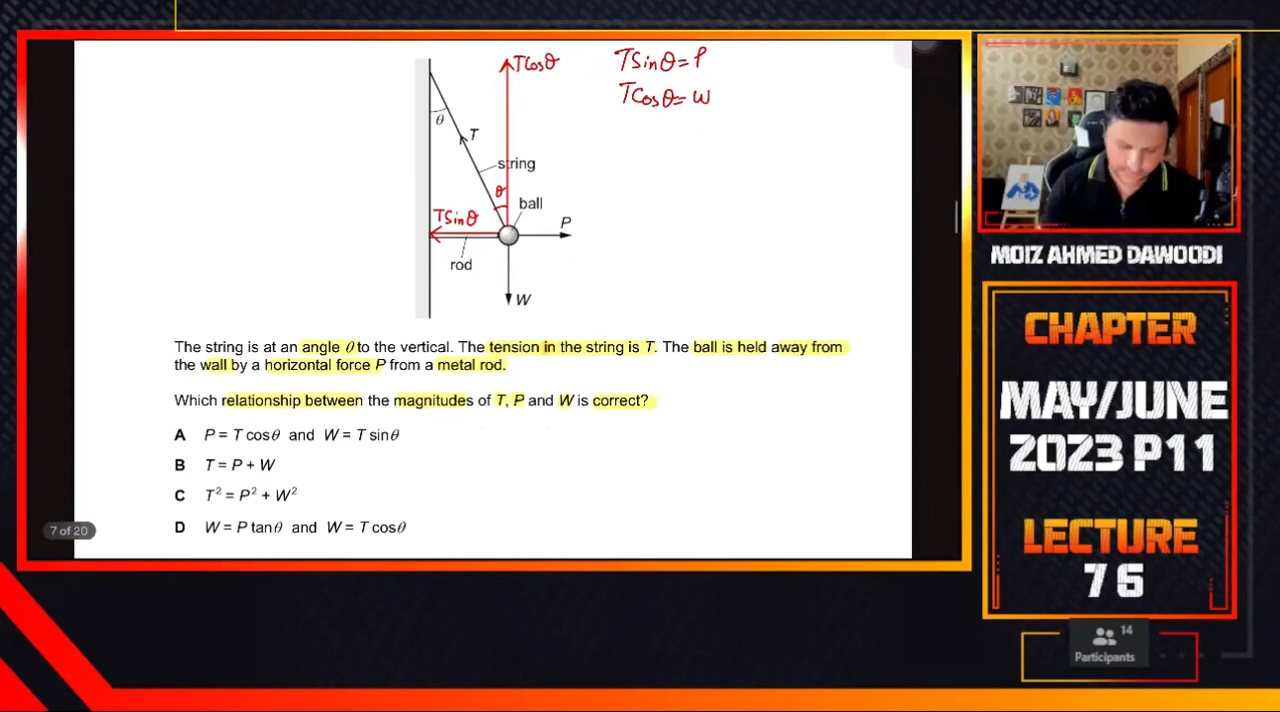 TCosθ
TSinθ = P
TCosθ = W
θ
T
string
θ
ball
TSinθ
P
rod
W
The string is at an angle θ to the vertical. The tension in the string is T. The ball is held away from
the wall by a horizontal force P from a metal rod.
Which relationship between the magnitudes of T, P and W is correct?
A P = T cosθ and W = T sinθ
B T = P + W
C T² = P² + W²
D W = P tanθ and W = T cosθ
7 of 20
MOIZ AHMED DAWOODI
CHAPTER
MAY/JUNE
2023 P11
LECTURE
76
14
Participants